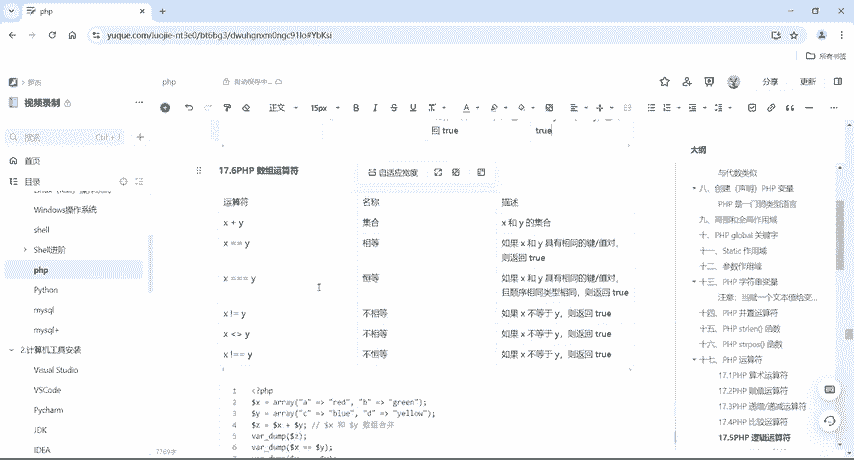 php
yuque.com/luojie-nt3e0/bt6bg3/dwuhgnxm0ngc91lo#YbKsi
所有书签
罗杰
php
分享
更新
视频录制
正文
15px
搜索
Ctrl + J
首页
目录
Windows操作系统
shell
Shell进阶
php
Python
mysql
mysql+
2.计算机工具安装
Visual Studio
VSCode
Pycharm
JDK
IDEA
回 true
true
17.6PHP 数组运算符
自适应宽度
运算符
名称
描述
x + y
集合
x 和 y 的集合
x == y
相等
如果 x 和 y 具有相同的键/值对,
则返回 true
x === y
恒等
如果 x 和 y 具有相同的键/值对,
且顺序相同类型相同，则返回 true
x != y
不相等
如果 x 不等于 y，则返回 true
x <> y
不相等
如果 x 不等于 y，则返回 true
x !== y
不恒等
如果 x 不等于 y，则返回 true
1 <?php
2 $x = array("a" => "red", "b" => "green");
3 $y = array("c" => "blue", "d" => "yellow");
4 $z = $x + $y; // $x 和 $y 数组合并
5 var_dump($z);
6 var_dump($x == $y);
7769字
大纲
与代数类似
八、创建（声明）PHP 变量
PHP 是一门弱类型语言
九、局部和全局作用域
十、PHP global 关键字
十一、Static 作用域
十二、参数作用域
十三、PHP 字符串变量
注意：当赋一个文本值给变...
十四、PHP 并置运算符
十五、PHP strlen() 函数
十六、PHP strpos() 函数
十七、PHP 运算符
17.1PHP 算术运算符
17.2PHP 赋值运算符
17.3PHP 递增/递减运算符
17.4PHP 比较运算符
17.5PHP 逻辑运算符